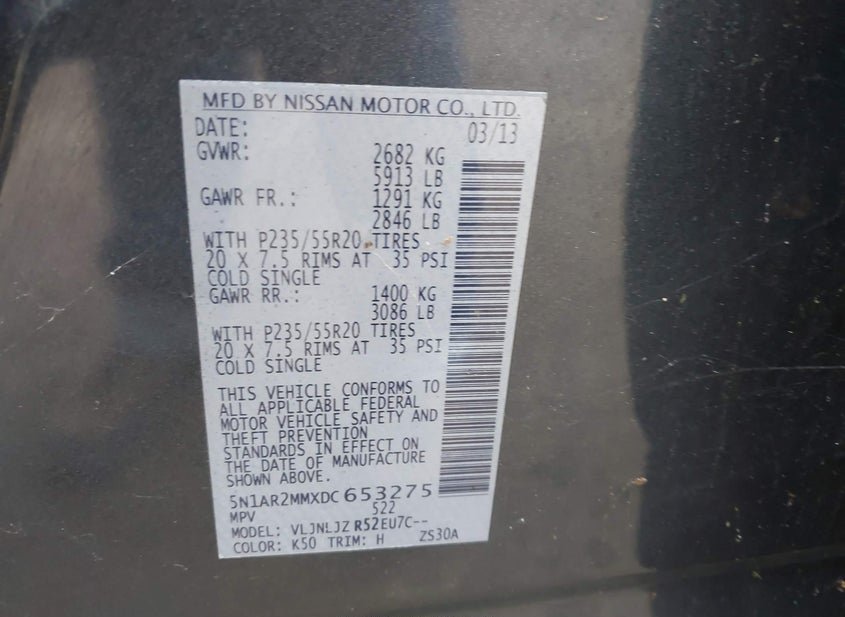 MFD BY NISSAN MOTOR CO., LTD.
DATE: 03/13
GVWR: 2682 KG
5913 LB
GAWR FR.: 1291 KG
2846 LB
WITH P235/55R20 TIRES
20 X 7.5 RIMS AT 35 PSI
COLD SINGLE
GAWR RR.: 1400 KG
3086 LB
WITH P235/55R20 TIRES
20 X 7.5 RIMS AT 35 PSI
COLD SINGLE
THIS VEHICLE CONFORMS TO
ALL APPLICABLE FEDERAL
MOTOR VEHICLE SAFETY AND
THEFT PREVENTION
STANDARDS IN EFFECT ON
THE DATE OF MANUFACTURE
SHOWN ABOVE.
5N1AR2MMXDC653275
MPV 522
MODEL: VLJNLJZ R52EU7C--
COLOR: K50 TRIM: H ZS30A